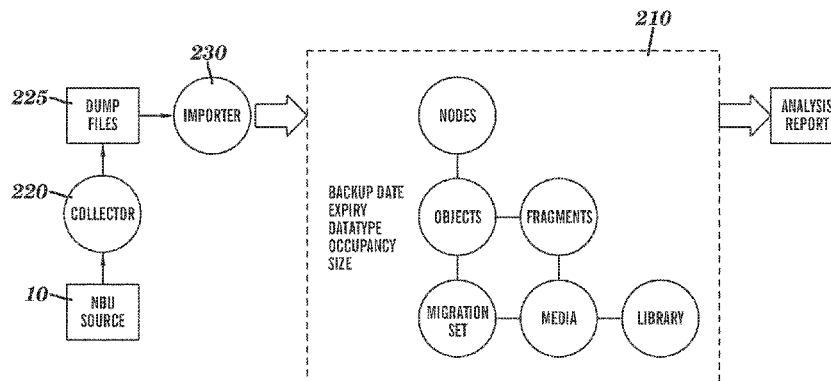 210
230
225
DUMP
FILES
IMPORTER
ANALYSIS
REPORT
NODES
220
COLLECTOR
BACKUP DATE
EXPIRY
DATATYPE
OCCUPANCY
SIZE
OBJECTS
FRAGMENTS
10
NBU
SOURCE
MIGRATION
SET
MEDIA
LIBRARY